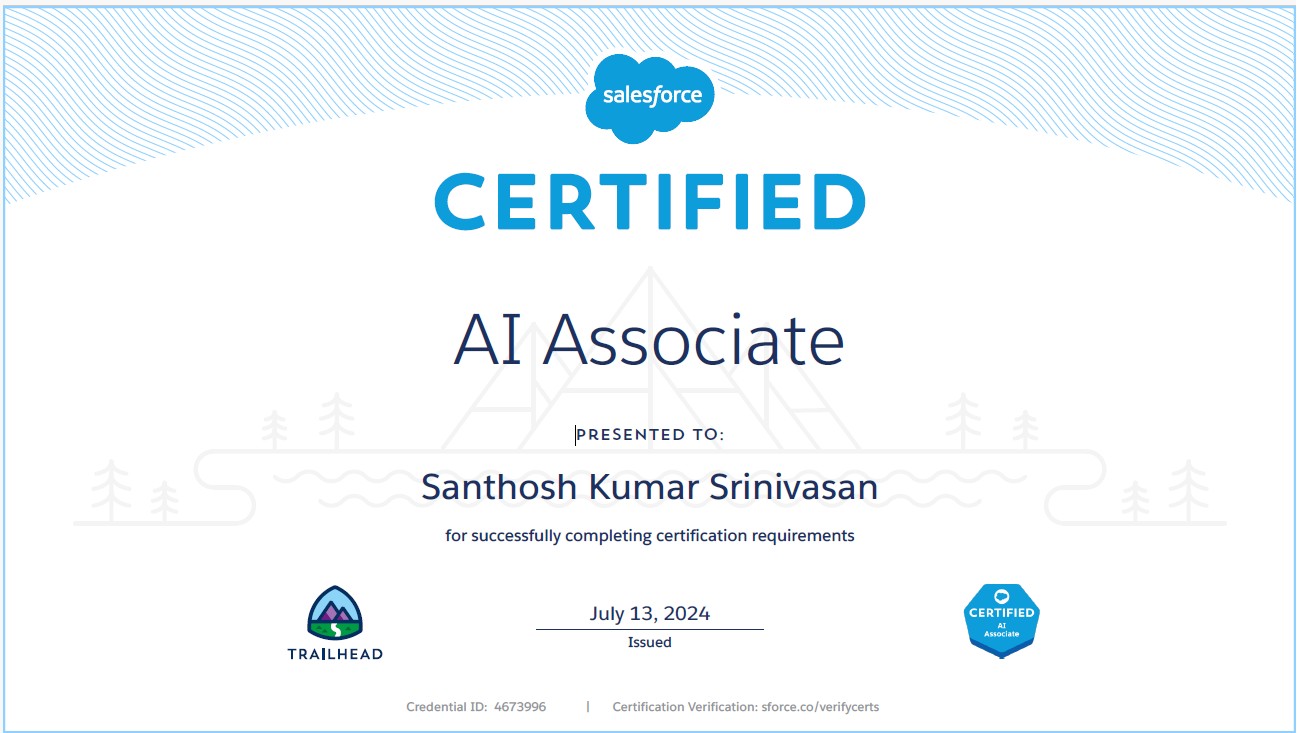 salesforce
CERTIFIED
AI Associate
PRESENTED TO:
Santhosh Kumar Srinivasan
for successfully completing certification requirements
July 13, 2024
Issued
TRAILHEAD
CERTIFIED
AI
Associate
Credential ID: 4673996 | Certification Verification: sforce.co/verifycerts